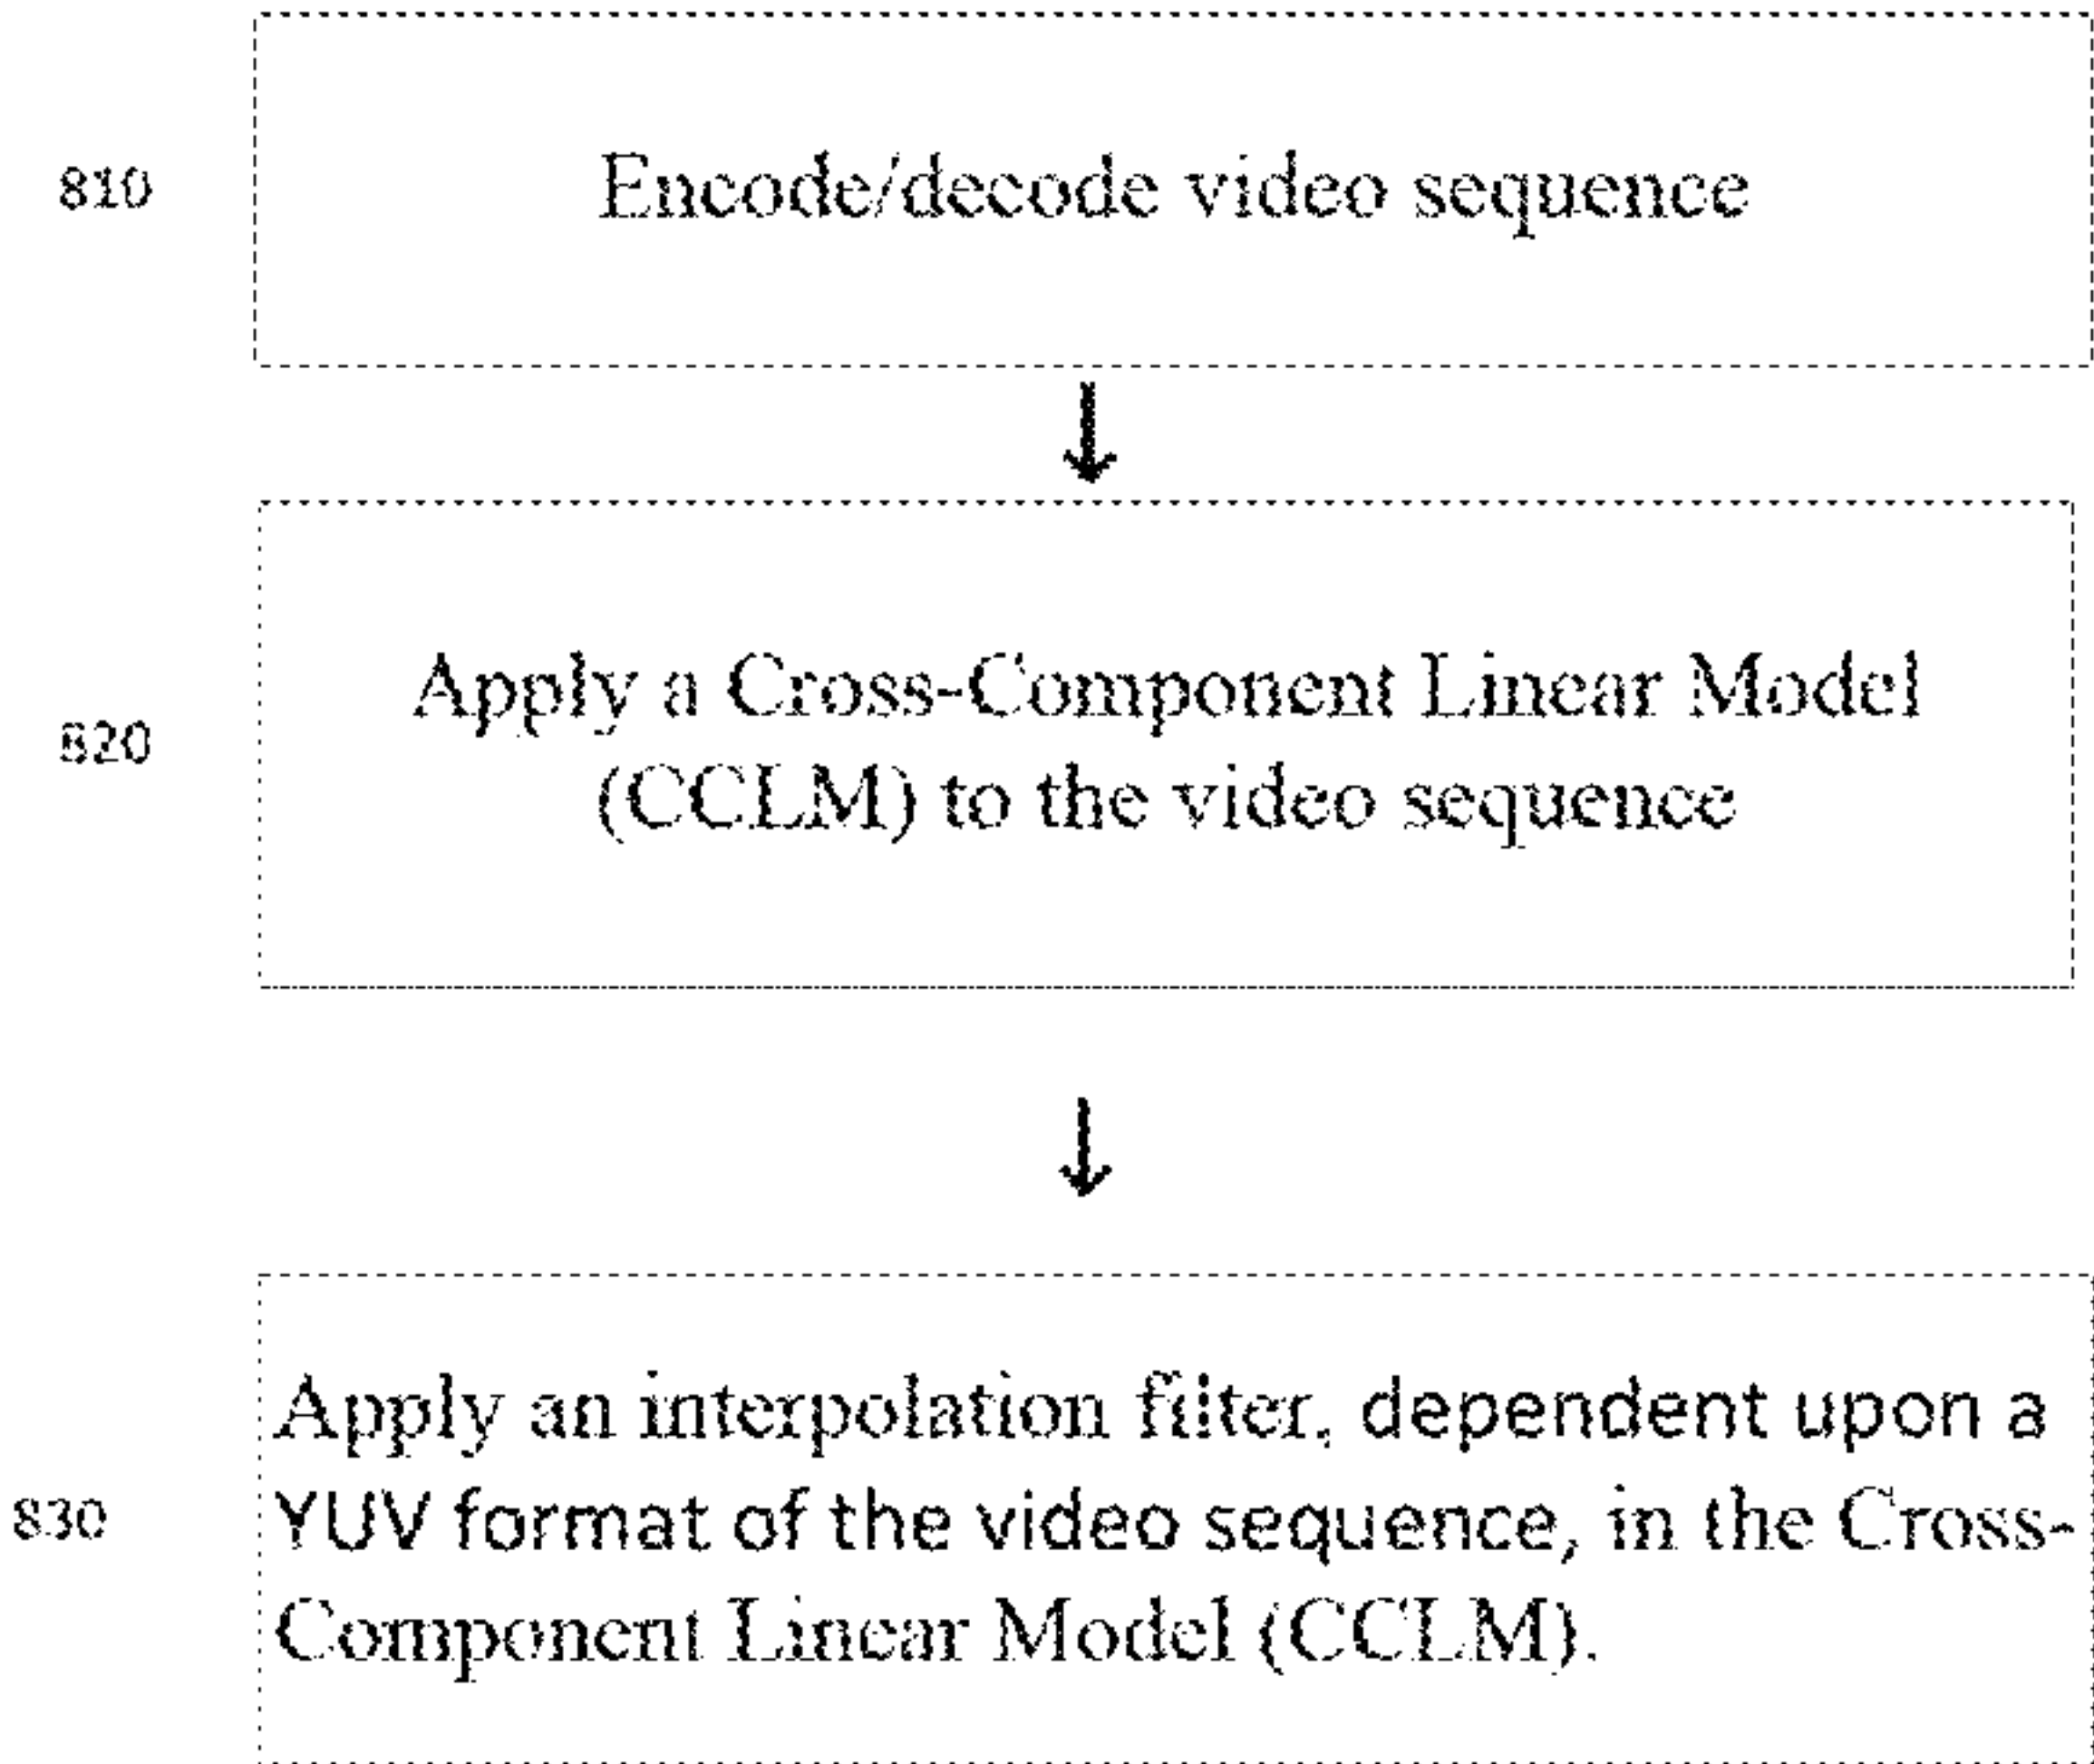 810
Encode/decode video sequence
820
Apply a Cross-Component Linear Model
(CCLM) to the video sequence
830
Apply an interpolation filter, dependent upon a
YUV format of the video sequence, in the Cross-
Component Linear Model (CCLM).